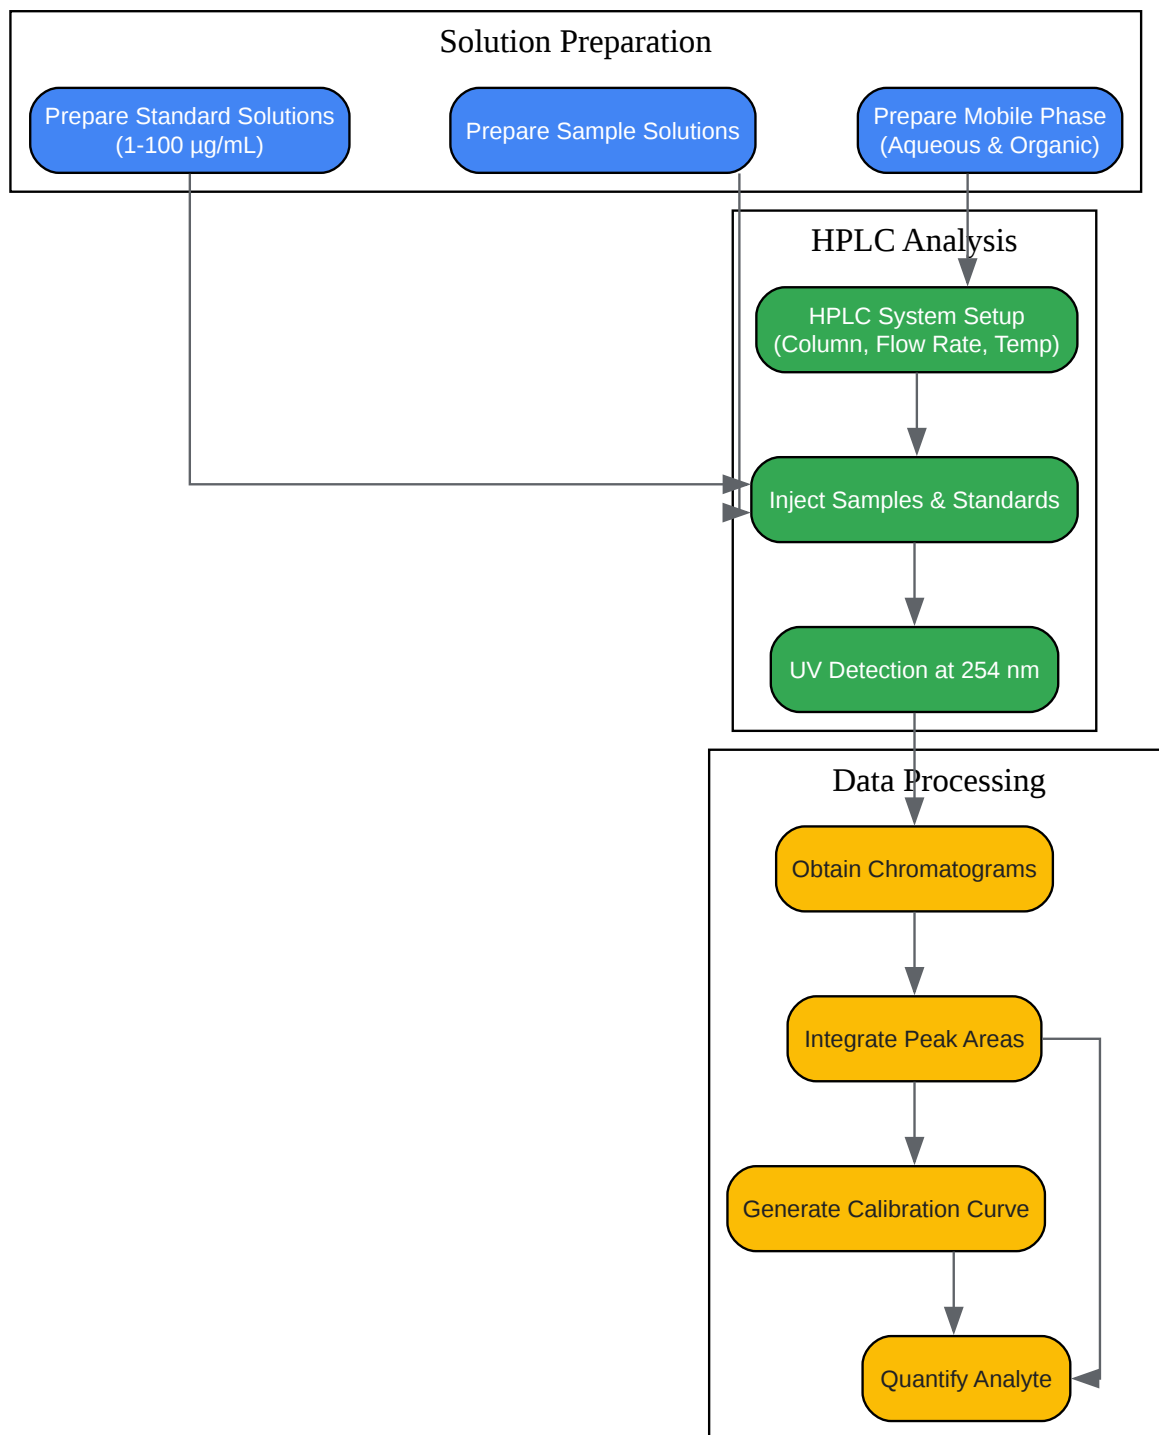 Solution Preparation
Prepare Standard Solutions
(1-100 µg/mL)
Prepare Sample Solutions
Prepare Mobile Phase
(Aqueous & Organic)
HPLC Analysis
HPLC System Setup
(Column, Flow Rate, Temp)
Inject Samples & Standards
UV Detection at 254 nm
Data Processing
Obtain Chromatograms
Integrate Peak Areas
Generate Calibration Curve
Quantify Analyte